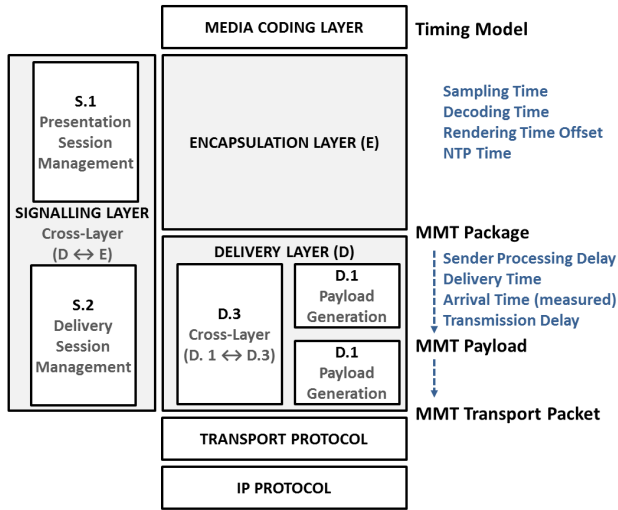 MEDIA CODING LAYER
Timing Model
S.1
Presentation
Session
Management
SIGNALLING LAYER
Cross-Layer
(D ↔ E)
S.2
Delivery
Session
Management
ENCAPSULATION LAYER (E)
Sampling Time
Decoding Time
Rendering Time Offset
NTP Time
MMT Package
DELIVERY LAYER (D)
D.3
Cross-Layer
(D. 1 ↔ D.3)
D.1
Payload
Generation
D.1
Payload
Generation
Sender Processing Delay
Delivery Time
Arrival Time (measured)
Transmission Delay
MMT Payload
MMT Transport Packet
TRANSPORT PROTOCOL
IP PROTOCOL